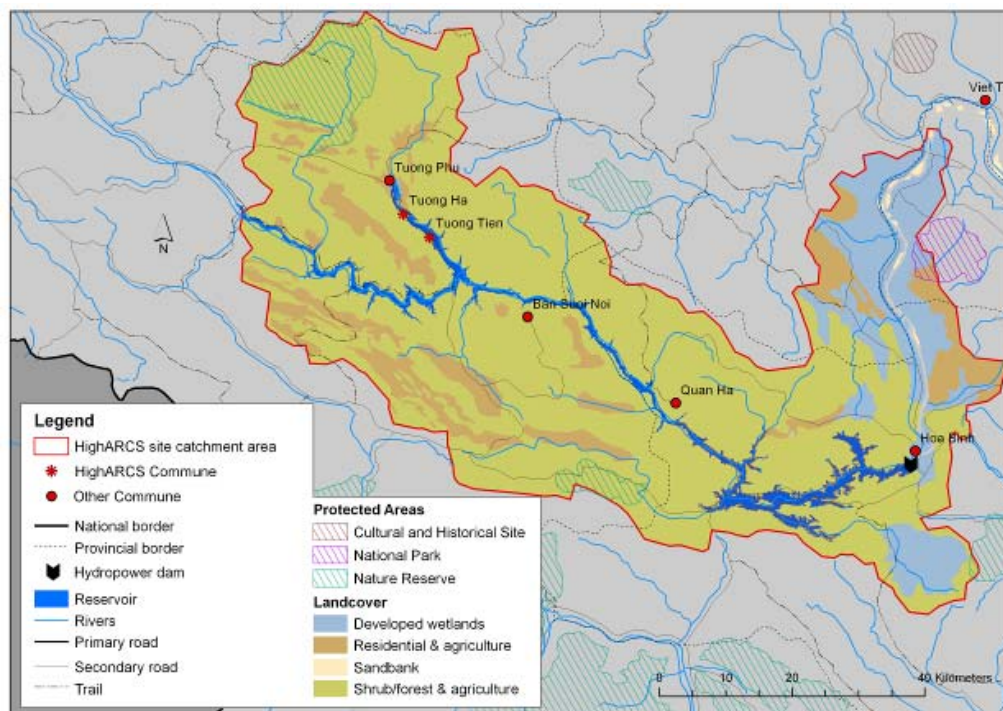 Viet T
Tuong Phu
Tuong Ha
Tuong Tien
N
Ban Suoi Noi
Quan Ha
Hoa Binh
Legend
HighARCS site catchment area
HighARCS Commune
Other Commune
National border
Provincial border
Hydropower dam
Reservoir
Rivers
Primary road
Secondary road
Trail
Protected Areas
Cultural and Historical Site
National Park
Nature Reserve
Landcover
Developed wetlands
Residential & agriculture
Sandbank
Shrub/forest & agriculture
0 10 20 40 Kilometers